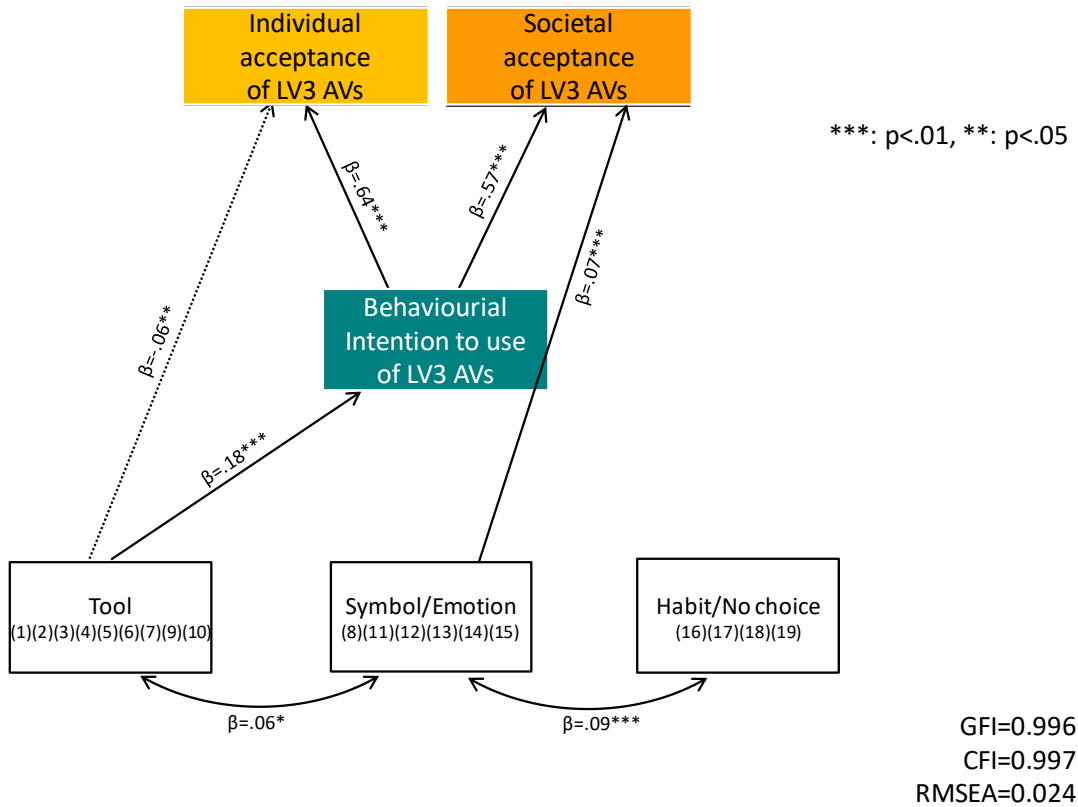 Individual
acceptance
of LV3 AVs
Societal
acceptance
of LV3 AVs
***: p<.01, **: p<.05
β=.64***
β=.57***
β=.07***
β=-.06**
Behaviourial
Intention to use
of LV3 AVs
β=.18***
Tool
(1)(2)(3)(4)(5)(6)(7)(9)(10)
Symbol/Emotion
(8)(11)(12)(13)(14)(15)
Habit/No choice
(16)(17)(18)(19)
β=.06*
β=.09***
GFI=0.996
CFI=0.997
RMSEA=0.024